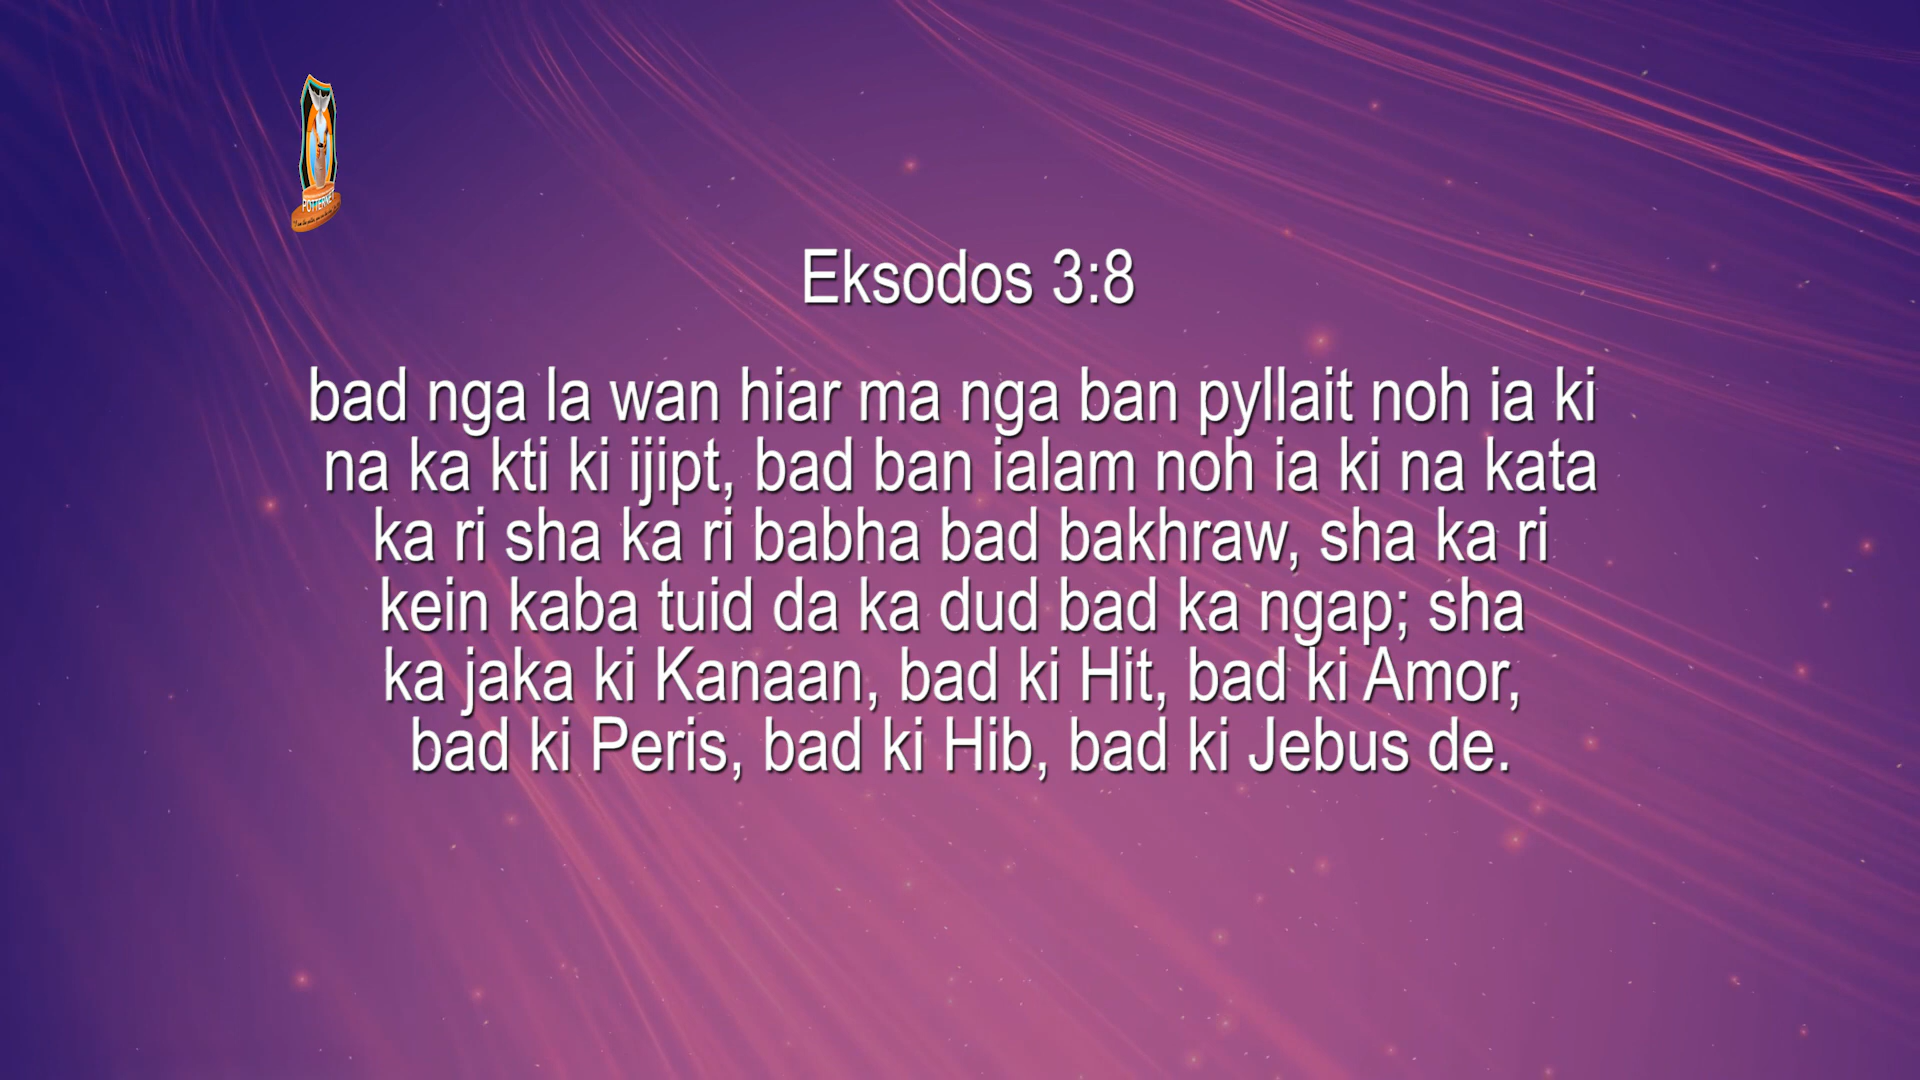 POTTERNET
Eksodos 3:8
bad nga la wan hiar ma nga ban pyllait noh ia ki
na ka kti ki ijipt, bad ban ialam noh ia ki na kata
ka ri sha ka ri babha bad bakhraw, sha ka ri
kein kaba tuid da ka dud bad ka ngap; sha
ka jaka ki Kanaan, bad ki Hit, bad ki Amor,
bad ki Peris, bad ki Hib, bad ki Jebus de.